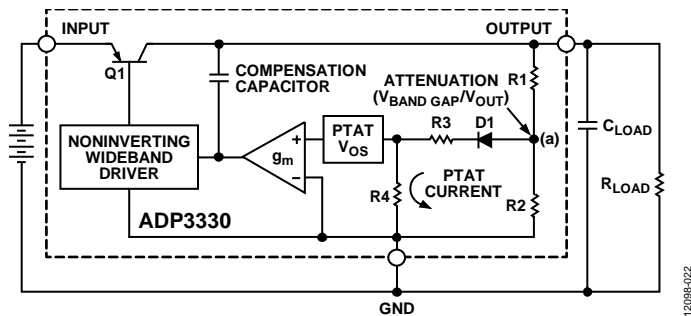 INPUT
OUTPUT
Q1
COMPENSATION
CAPACITOR
ATTENUATION
(VBAND GAP/VOUT)
R1
R3
D1
(a)
NONINVERTING
WIDEBAND
DRIVER
gm
+
−
PTAT
VOS
R4
PTAT
CURRENT
R2
CLOAD
RLOAD
ADP3330
GND
12098-022